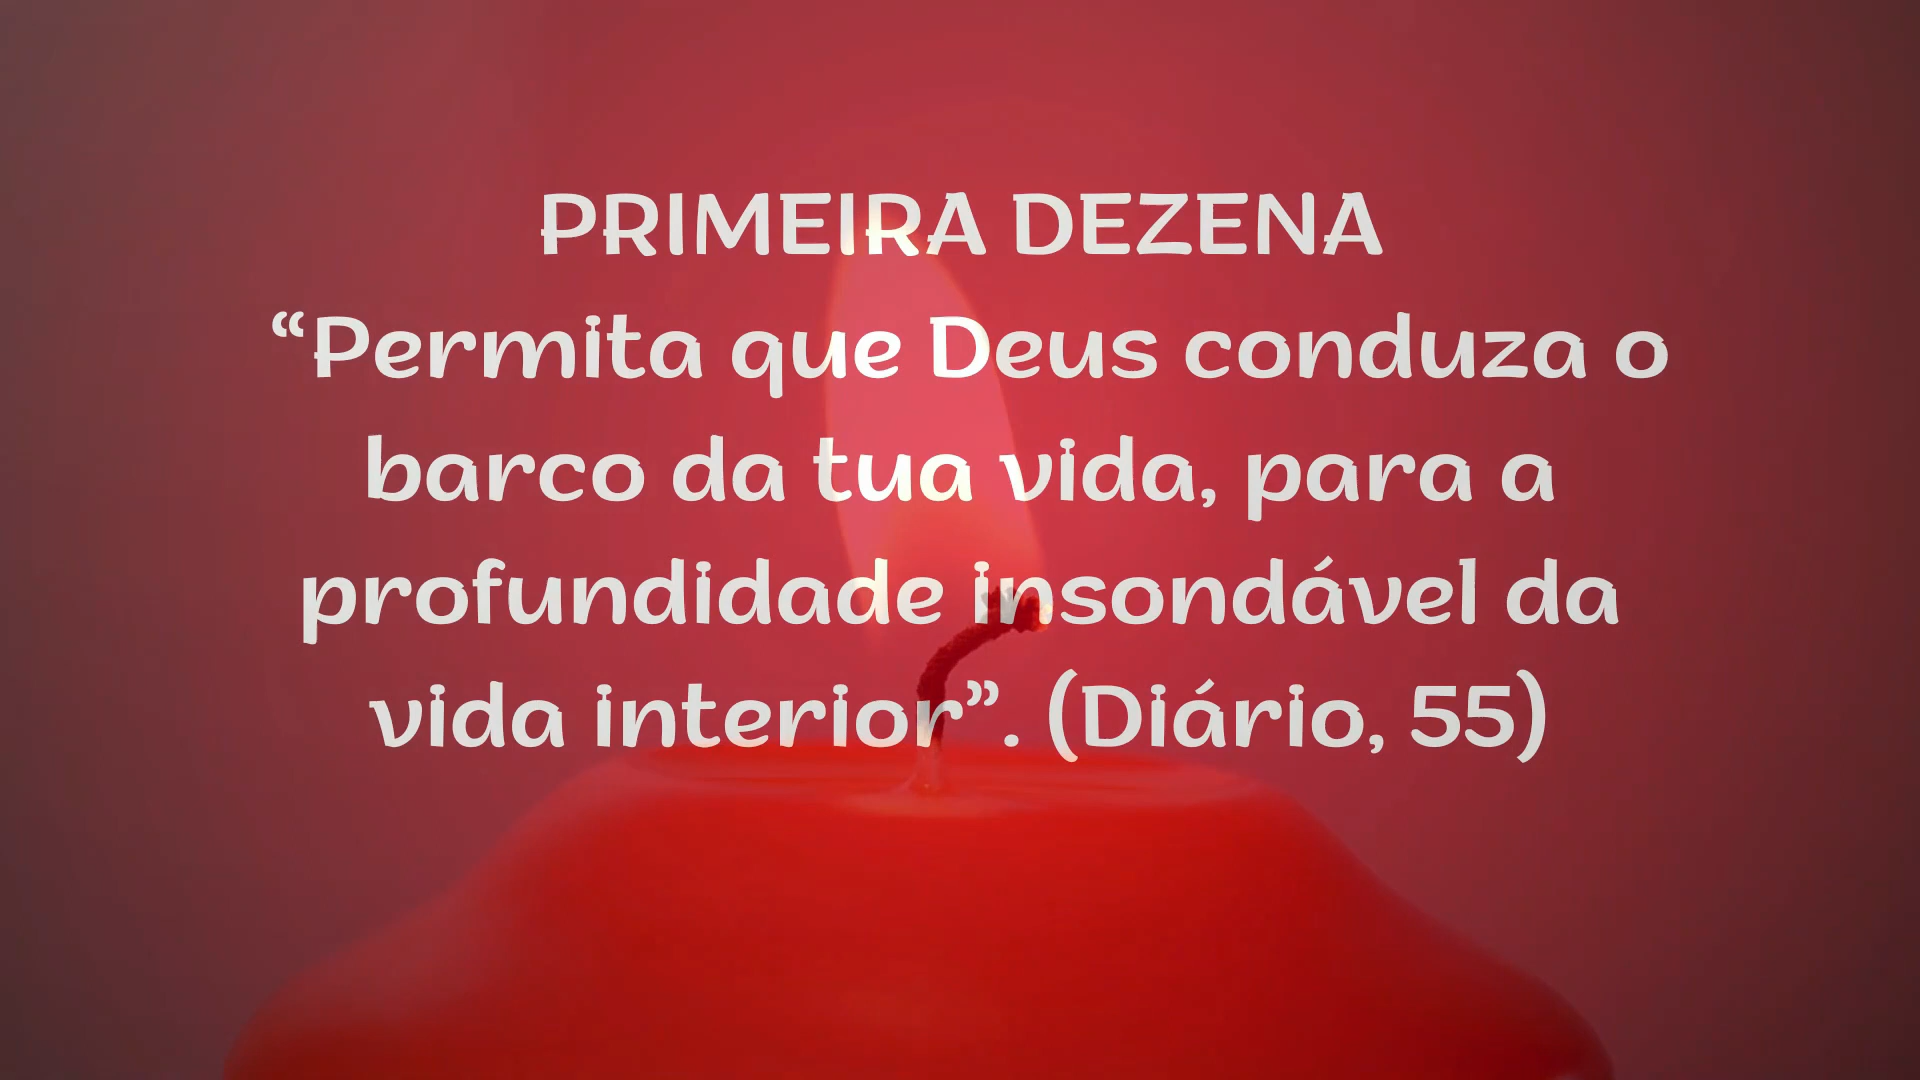 PRIMEIRA DEZENA
“Permita que Deus conduza o
barco da tua vida, para a
profundidade insondável da
vida interior”. (Diário, 55)